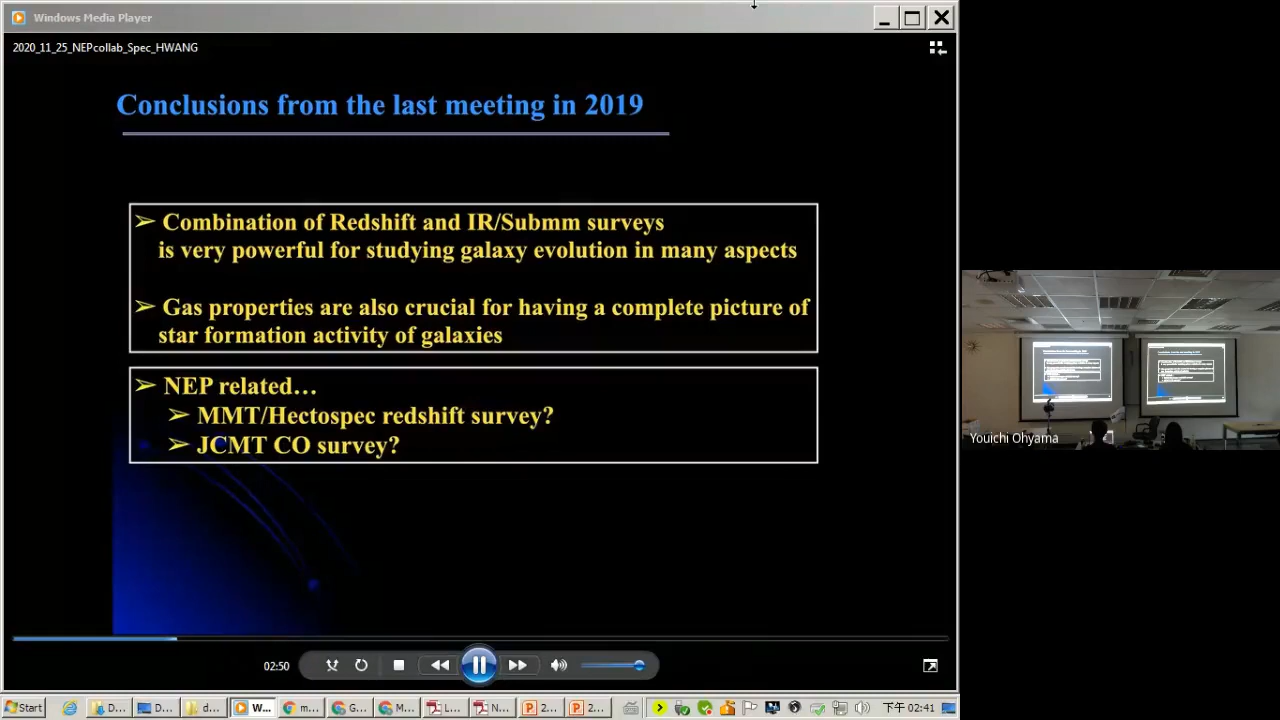 Windows Media Player
2020_11_25_NEPcollab_Spec_HWANG
Conclusions from the last meeting in 2019
➢ Combination of Redshift and IR/Submm surveys
is very powerful for studying galaxy evolution in many aspects
➢ Gas properties are also crucial for having a complete picture of
star formation activity of galaxies
➢ NEP related…
➢ MMT/Hectospec redshift survey?
➢ JCMT CO survey?
Youichi Ohyama
02:50
Start D... D... d... W... m... G... M... L... N... 2... 2... 下午 02:41